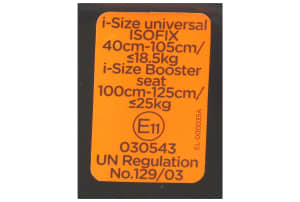 i-Size universal
ISOFIX
40cm-105cm/
≤18.5kg
i-Size Booster
seat
100cm-125cm/
≤25kg
E11
030543
UN Regulation
No.129/03